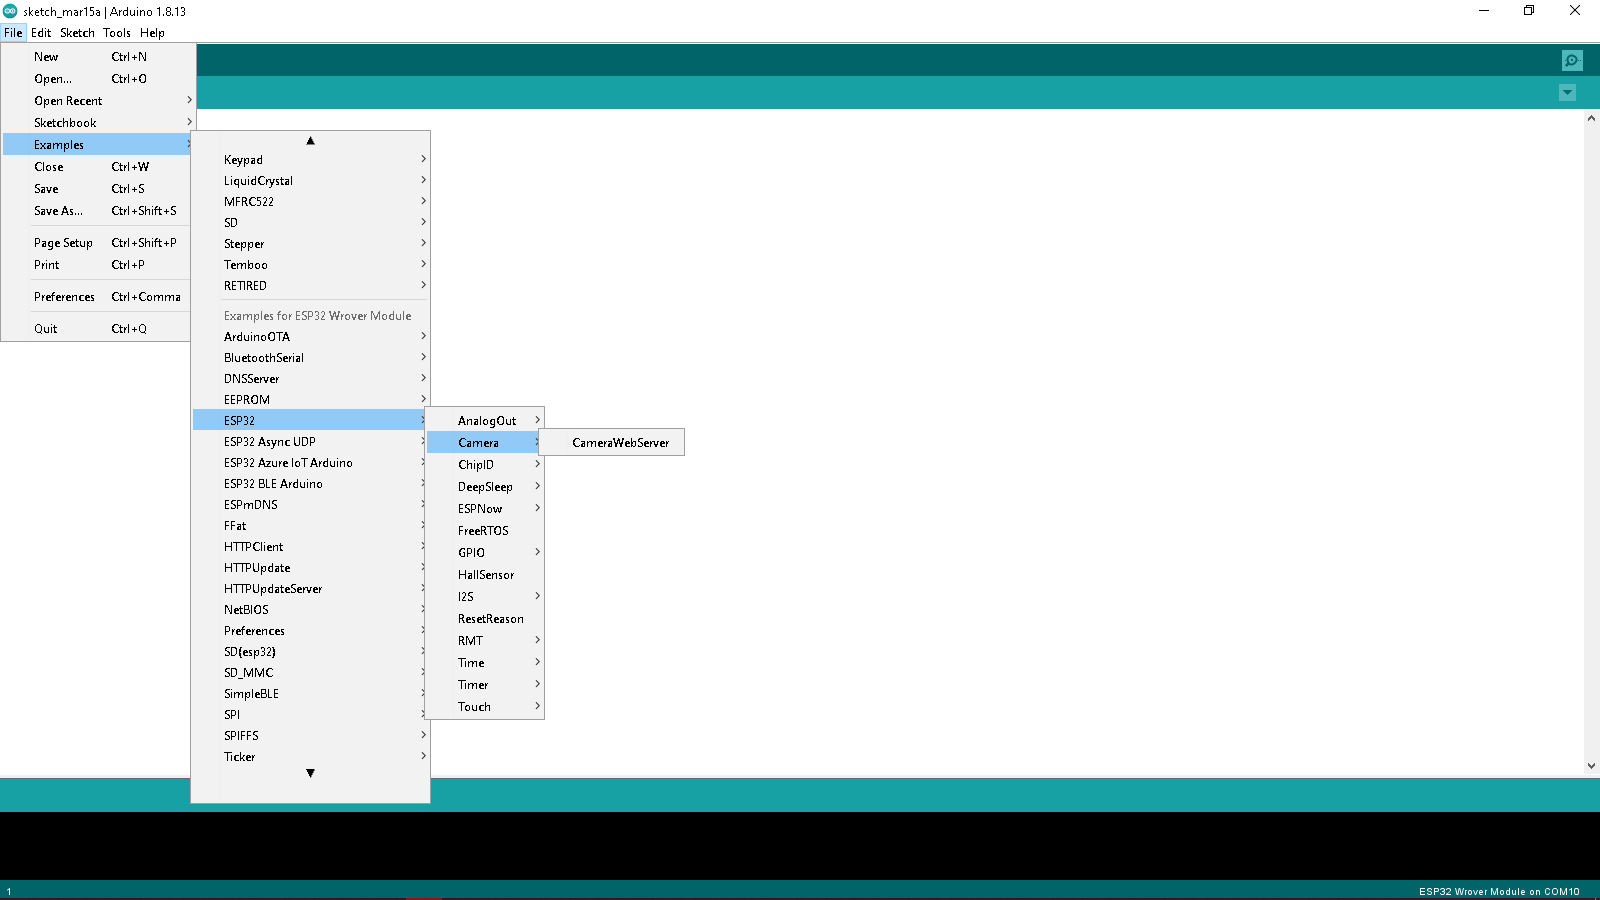 sketch_mar15a | Arduino 1.8.13
File Edit Sketch Tools Help
New Ctrl+N
Open... Ctrl+O
Open Recent
Sketchbook
Examples
Close Ctrl+W
Save Ctrl+S
Save As... Ctrl+Shift+S
Page Setup Ctrl+Shift+P
Print Ctrl+P
Preferences Ctrl+Comma
Quit Ctrl+Q
Keypad
LiquidCrystal
MFRC522
SD
Stepper
Temboo
RETIRED
Examples for ESP32 Wrover Module
ArduinoOTA
BluetoothSerial
DNSServer
EEPROM
ESP32
ESP32 Async UDP
ESP32 Azure IoT Arduino
ESP32 BLE Arduino
ESPmDNS
FFat
HTTPClient
HTTPUpdate
HTTPUpdateServer
NetBIOS
Preferences
SD(esp32)
SD_MMC
SimpleBLE
SPI
SPIFFS
Ticker
AnalogOut
Camera
ChipID
DeepSleep
ESPNow
FreeRTOS
GPIO
HallSensor
I2S
ResetReason
RMT
Time
Timer
Touch
CameraWebServer
1
ESP32 Wrover Module on COM10